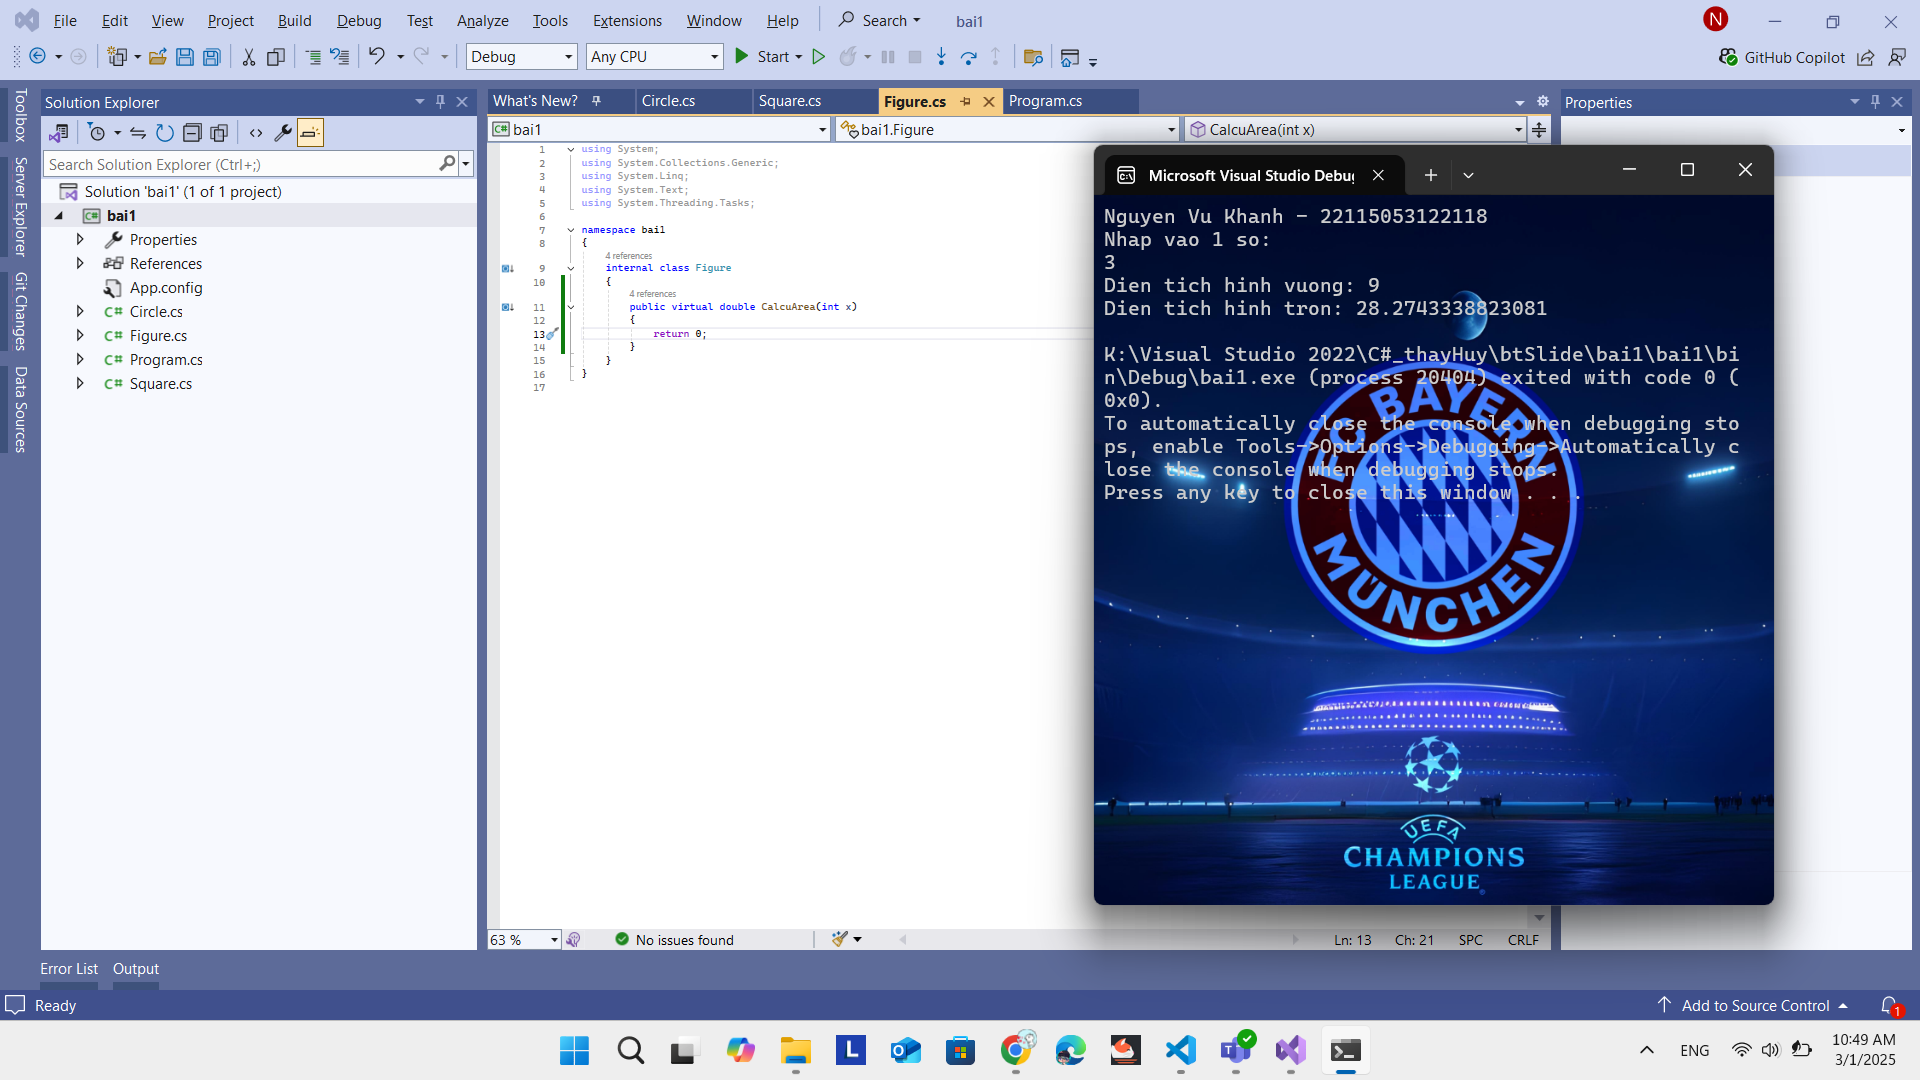 File Edit View Project Build Debug Test Analyze Tools Extensions Window Help Search bai1 N
Debug Any CPU Start GitHub Copilot
Toolbox
Server Explorer
Git Changes
Data Sources
Solution Explorer
Search Solution Explorer (Ctrl+;)
Solution 'bai1' (1 of 1 project)
C# bai1
Properties
References
App.config
C# Circle.cs
C# Figure.cs
C# Program.cs
C# Square.cs
What's New? Circle.cs Square.cs Figure.cs Program.cs
C# bai1 bai1.Figure CalcuArea(int x)
1 using System;
2 using System.Collections.Generic;
3 using System.Linq;
4 using System.Text;
5 using System.Threading.Tasks;
6
7 namespace bai1
8 {
4 references
9 internal class Figure
10 {
4 references
11 public virtual double CalcuArea(int x)
12 {
13 return 0;
14 }
15 }
16 }
17
63 % No issues found Ln: 13 Ch: 21 SPC CRLF
Properties
Microsoft Visual Studio Debug
Nguyen Vu Khanh - 22115053122118
Nhap vao 1 so:
3
Dien tich hinh vuong: 9
Dien tich hinh tron: 28.2743338823081
K:\Visual Studio 2022\C#_thayHuy\btSlide\bai1\bai1\bi
n\Debug\bai1.exe (process 20404) exited with code 0 (
0x0).
To automatically close the console when debugging sto
ps, enable Tools->Options->Debugging->Automatically c
lose the console when debugging stops.
Press any key to close this window . . .
FC BAYERN
MÜNCHEN
UEFA
CHAMPIONS
LEAGUE
Error List Output
Ready Add to Source Control 1
L T ENG 10:49 AM
3/1/2025